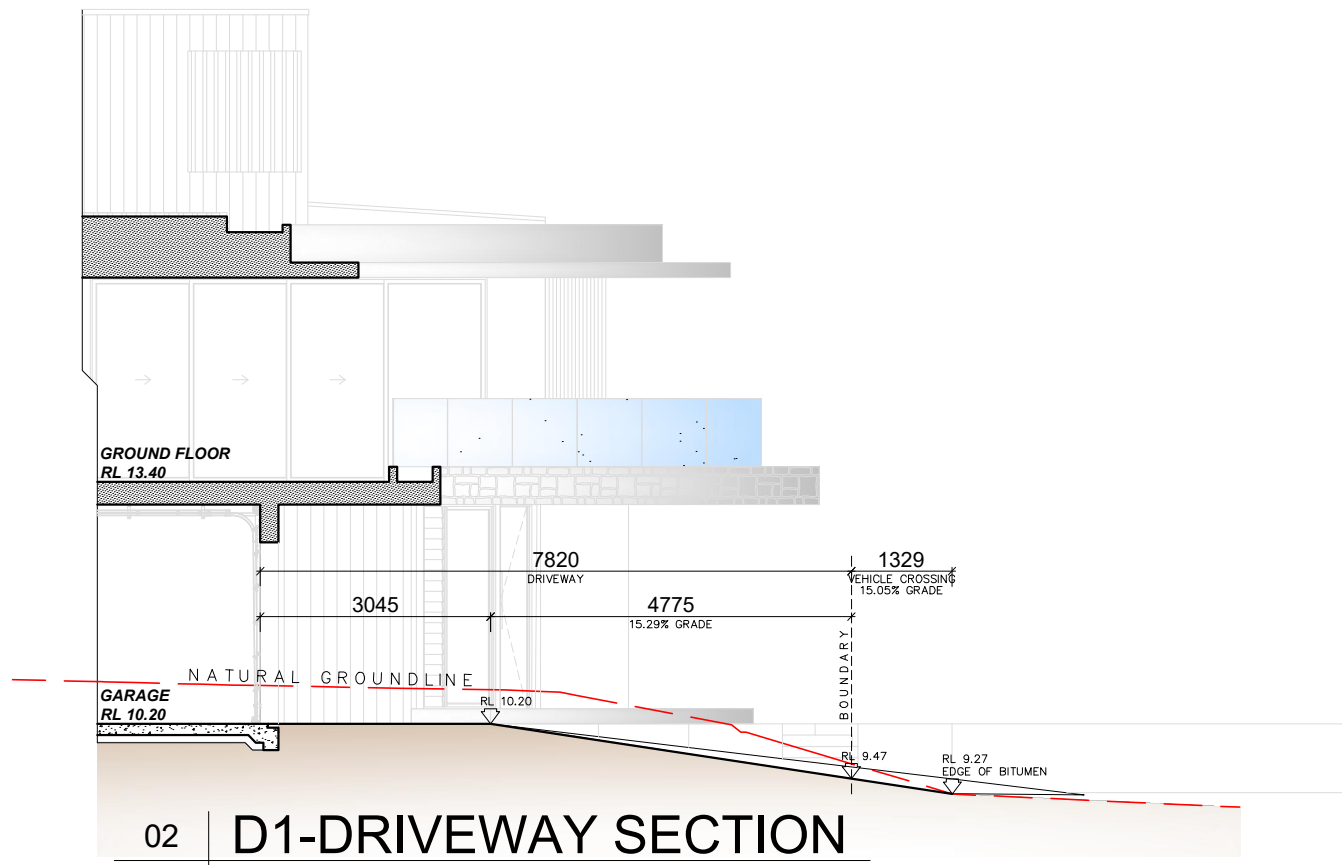 GROUND FLOOR
RL 13.40
7820
DRIVEWAY
1329
VEHICLE CROSSING
15.05% GRADE
3045
4775
15.29% GRADE
BOUNDARY
NATURAL GROUNDLINE
GARAGE
RL 10.20
RL 10.20
RL 9.47
RL 9.27
EDGE OF BITUMEN
02 D1-DRIVEWAY SECTION